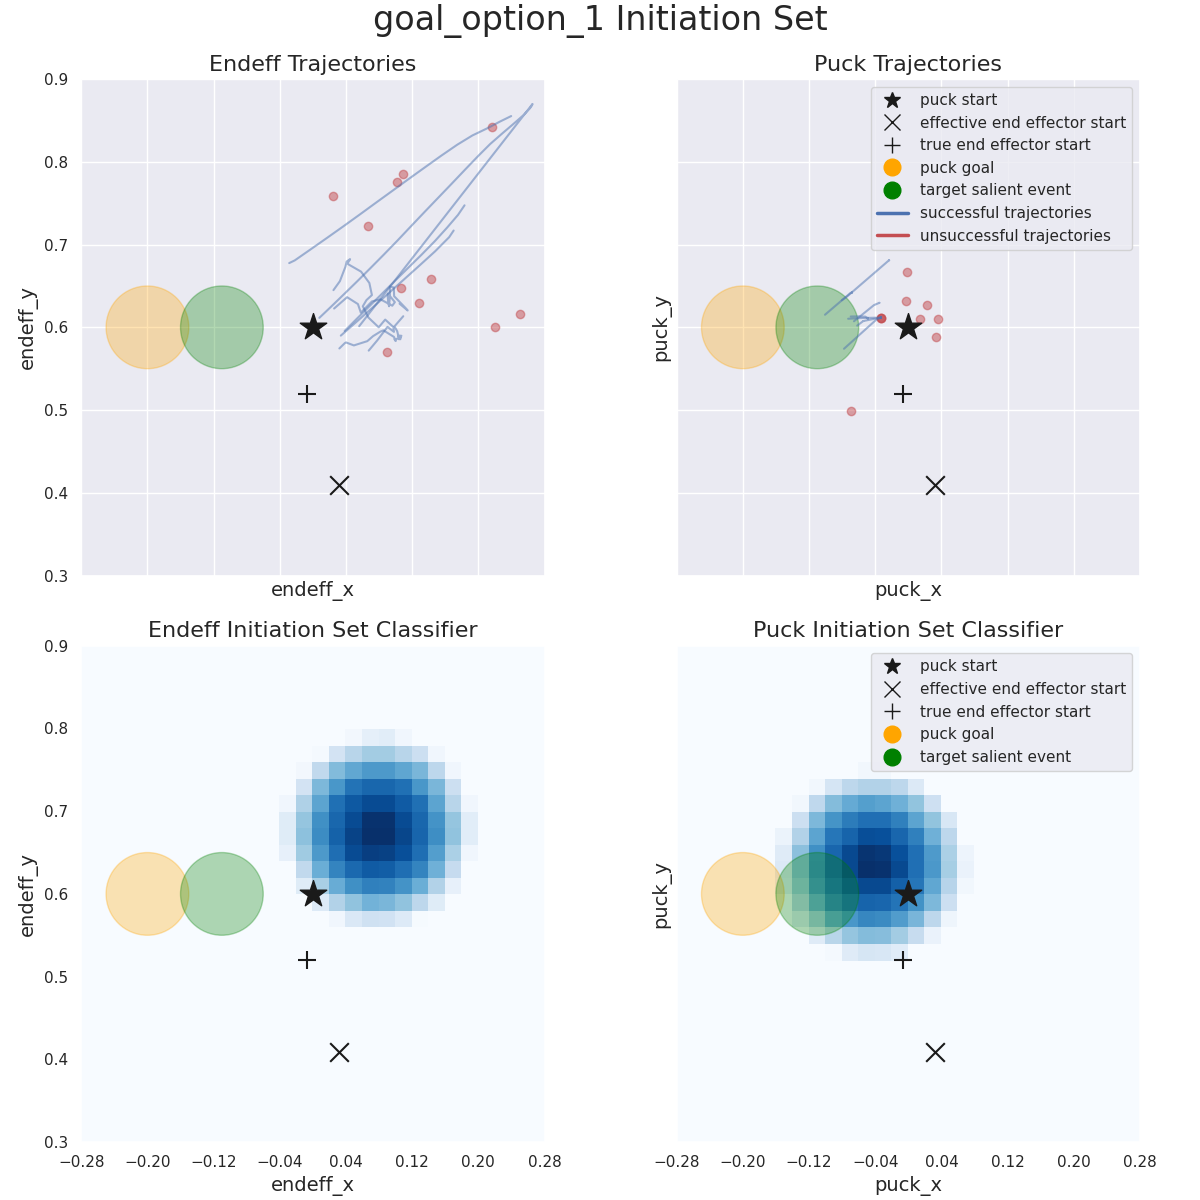 goal_option_1 Initiation Set
Endeff Trajectories
0.9
0.8
0.7
0.6
0.5
0.4
0.3
endeff_y
endeff_x
Puck Trajectories
puck start
effective end effector start
true end effector start
puck goal
target salient event
successful trajectories
unsuccessful trajectories
puck_y
puck_x
Endeff Initiation Set Classifier
0.9
0.8
0.7
0.6
0.5
0.4
0.3
endeff_y
−0.28 −0.20 −0.12 −0.04 0.04 0.12 0.20 0.28
endeff_x
Puck Initiation Set Classifier
puck start
effective end effector start
true end effector start
puck goal
target salient event
puck_y
−0.28 −0.20 −0.12 −0.04 0.04 0.12 0.20 0.28
puck_x